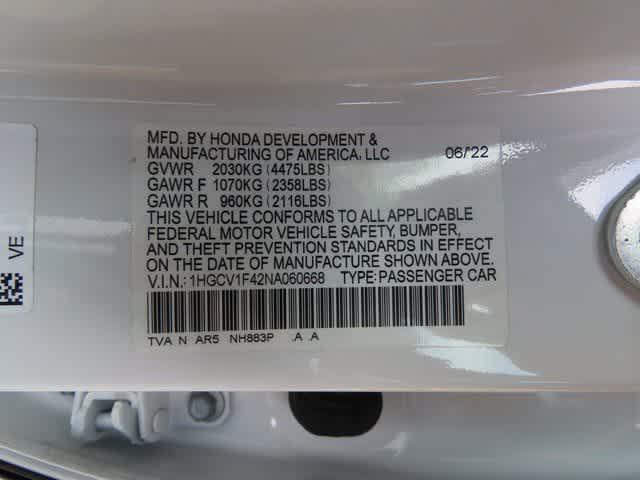 MFD. BY HONDA DEVELOPMENT &
MANUFACTURING OF AMERICA, LLC 06/22
GVWR 2030KG (4475LBS)
GAWR F 1070KG (2358LBS)
GAWR R 960KG (2116LBS)
THIS VEHICLE CONFORMS TO ALL APPLICABLE
FEDERAL MOTOR VEHICLE SAFETY, BUMPER,
AND THEFT PREVENTION STANDARDS IN EFFECT
ON THE DATE OF MANUFACTURE SHOWN ABOVE.
V.I.N.: 1HGCV1F42NA060668 TYPE: PASSENGER CAR
TVA N AR5 NH883P .A .A
VE